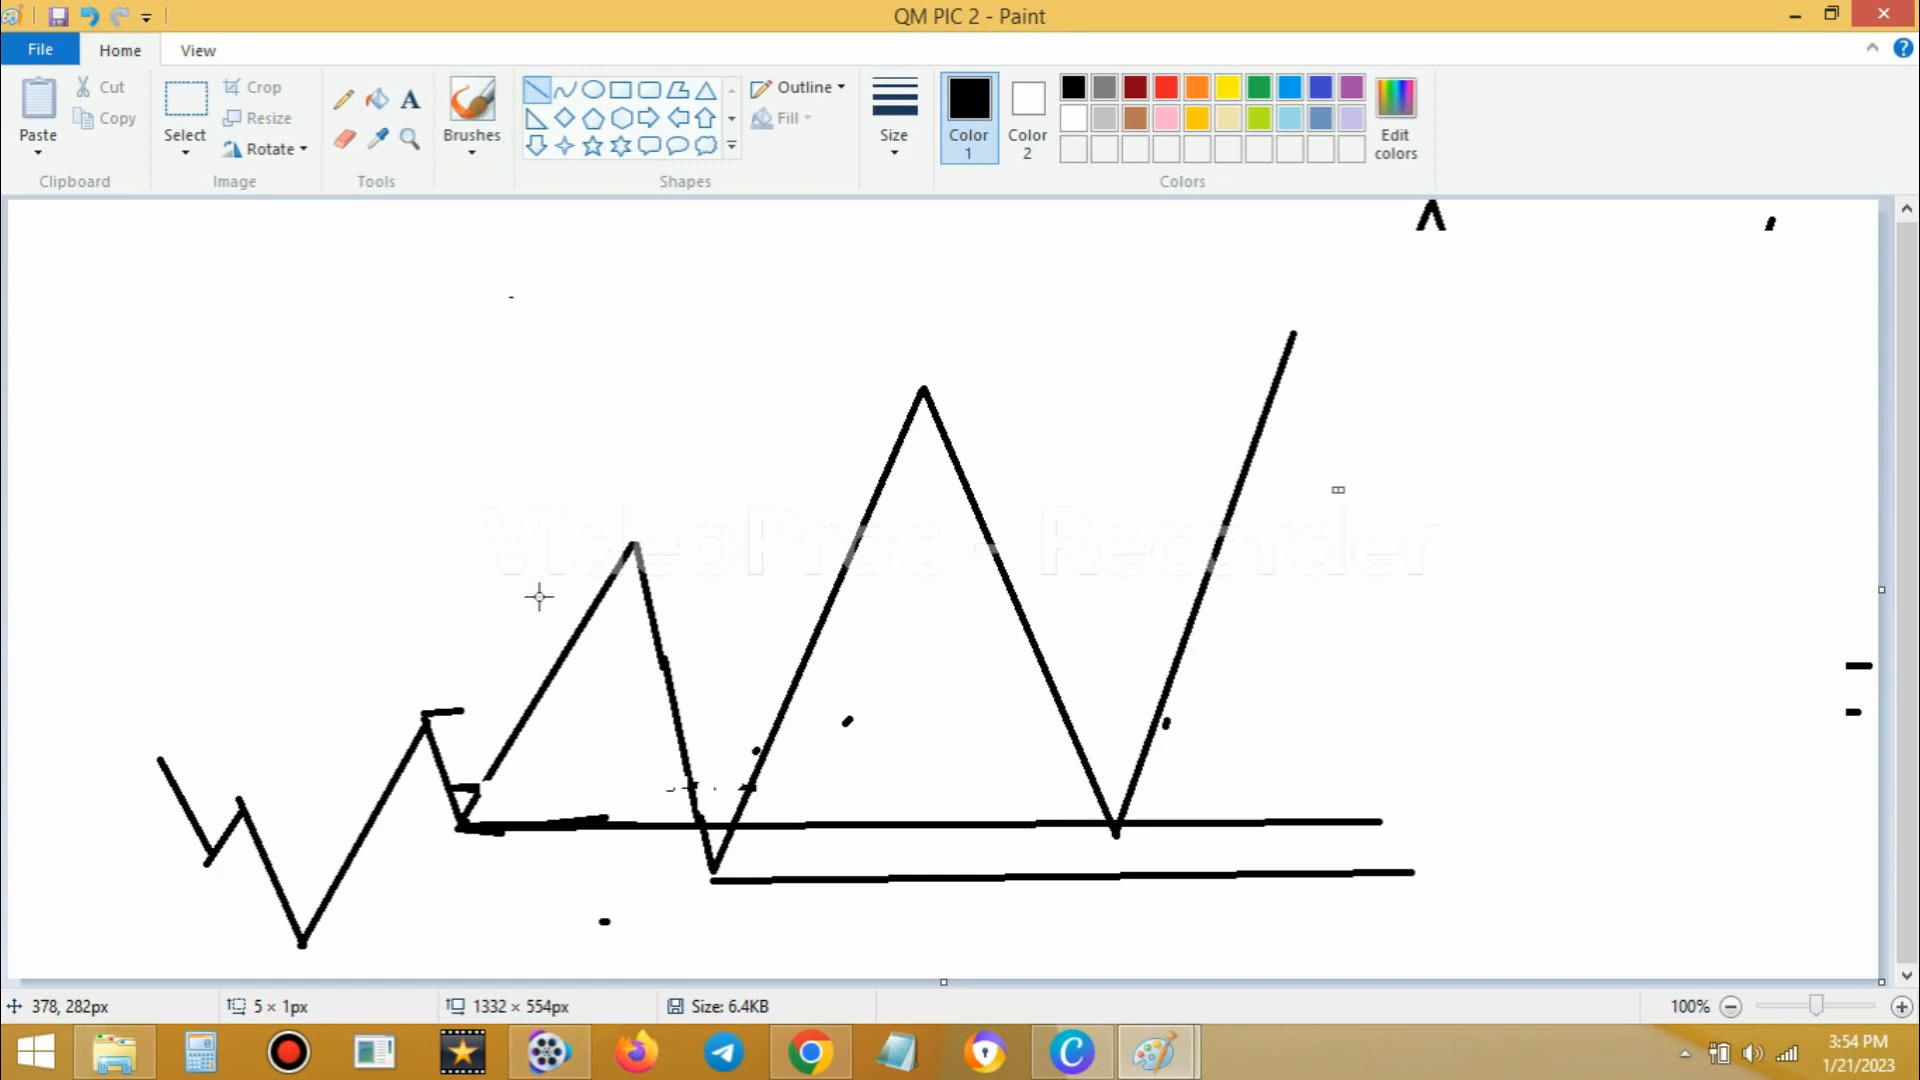 QM PIC 2 - Paint
File
Home
View
Paste
Cut
Copy
Clipboard
Select
Crop
Resize
Rotate
Image
A
Tools
Brushes
Outline
Fill
Shapes
Size
Color
1
Color
2
Edit
colors
Colors
VideoProc - Recorder
378, 282px
5 × 1px
1332 × 554px
Size: 6.4KB
100%
3:54 PM
1/21/2023